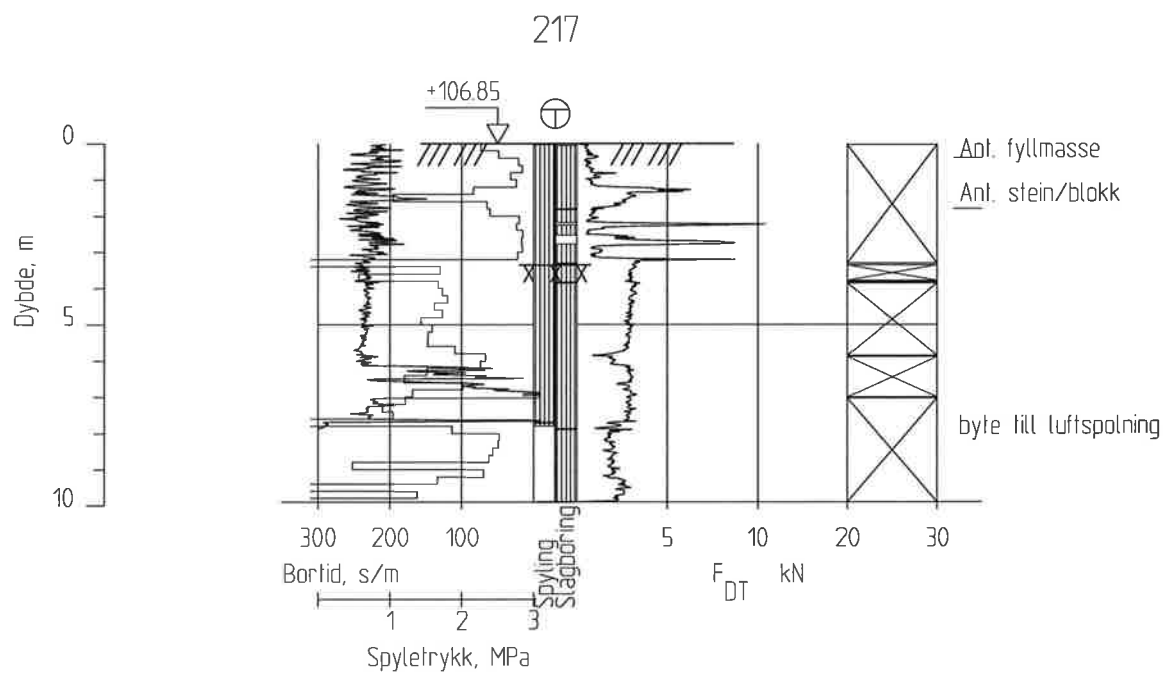 217
+106.85
0
Ant. fyllmasse
Ant. stein/blokk
Dybde, m
5
byte till luftspolning
10
300 200 100
5 10 20 30
Bortid, s/m
Spyling
Slagboring
F DT kN
1 2 3
Spyletrykk, MPa